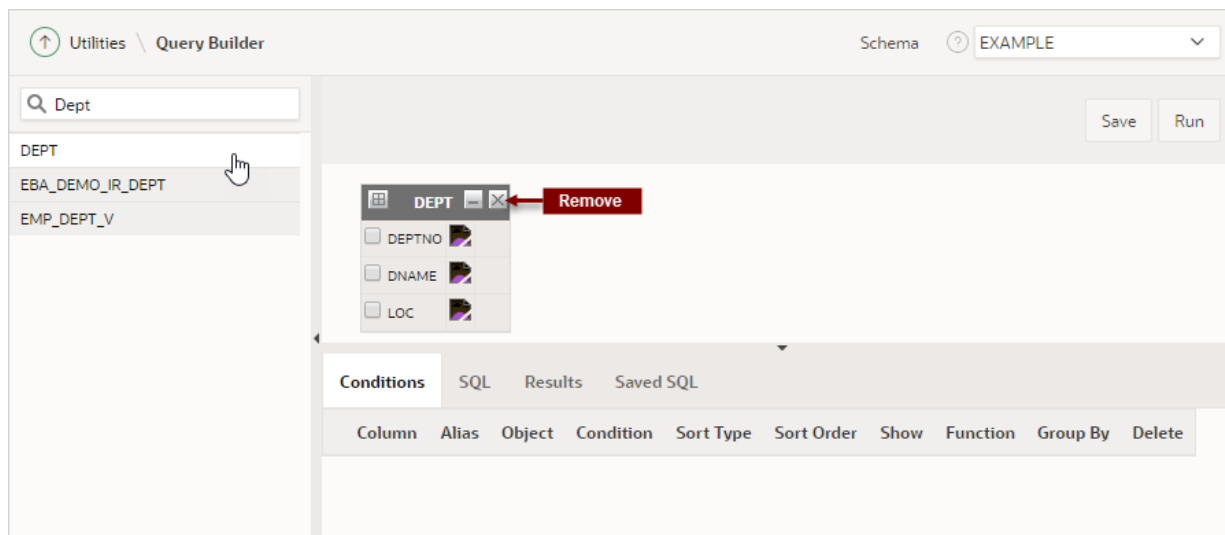 Utilities \ Query Builder
Schema ? EXAMPLE
Dept
Save Run
DEPT
EBA_DEMO_IR_DEPT
EMP_DEPT_V
DEPT Remove
DEPTNO
DNAME
LOC
Conditions SQL Results Saved SQL
Column Alias Object Condition Sort Type Sort Order Show Function Group By Delete